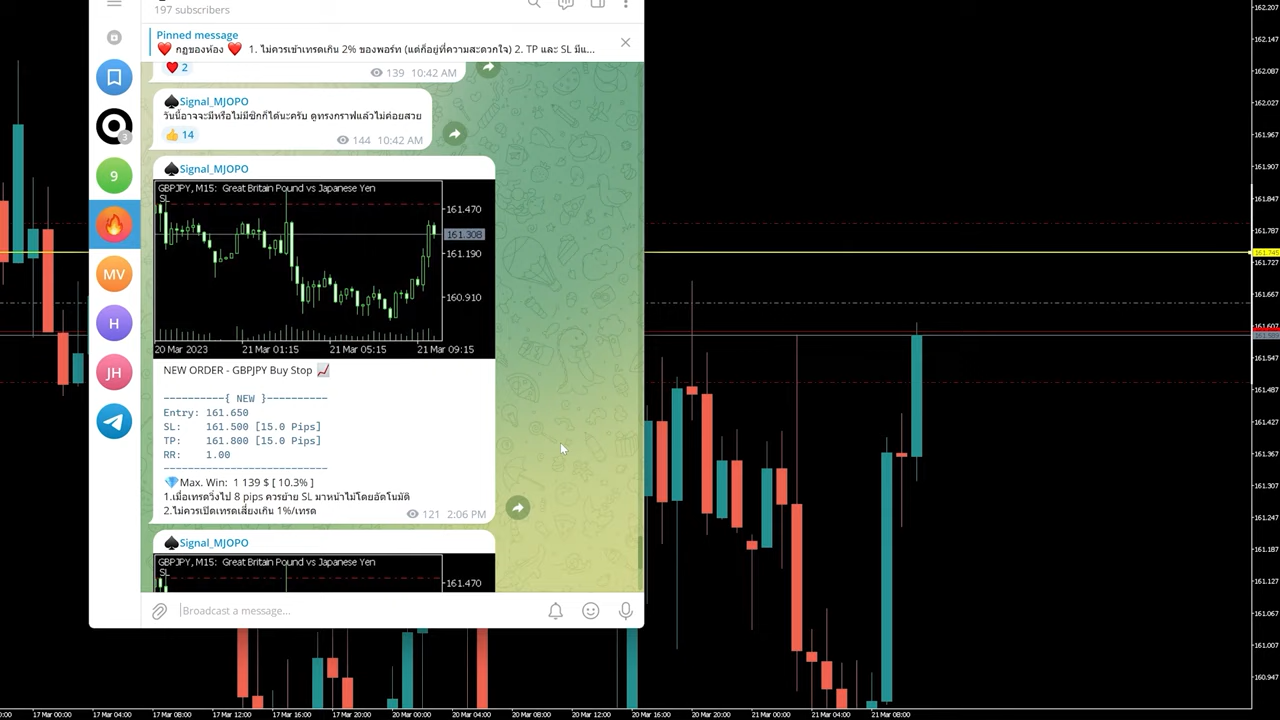 197 subscribers
Pinned message
❤️ กฎของห้อง ❤️ 1. ไม่ควรเข้าเทรดเกิน 2% ของพอร์ท (แต่ก็อยู่ที่ความสะดวกใจ) 2. TP และ SL มีแ...
❤️ 2
139 10:42 AM
♠Signal_MJOPO
วันนี้อาจจะมีหรือไม่มีซิกก็ได้นะครับ ดูทรงกราฟแล้วไม่ค่อยสวย
👍 14
144 10:42 AM
♠Signal_MJOPO
GBPJPY, M15: Great Britain Pound vs Japanese Yen
SL
161.470
161.308
161.190
160.910
20 Mar 2023 21 Mar 01:15 21 Mar 05:15 21 Mar 09:15
NEW ORDER - GBPJPY Buy Stop 📈
----------{ NEW }----------
Entry: 161.650
SL: 161.500 [15.0 Pips]
TP: 161.800 [15.0 Pips]
RR: 1.00
---------------------------
💎Max. Win: 1 139 $ [ 10.3% ]
1.เมื่อเทรดวิ่งไป 8 pips ควรย้าย SL มาหน้าไม้โดยอัตโนมัติ
2.ไม่ควรเปิดเทรดเสี่ยงเกิน 1%/เทรด
121 2:06 PM
♠Signal_MJOPO
GBPJPY, M15: Great Britain Pound vs Japanese Yen
161.470
Broadcast a message...
3
9
MV
H
JH
162.207
162.147
162.087
162.027
161.967
161.907
161.847
161.787
161.745
161.727
161.667
161.607
161.547
161.487
161.427
161.367
161.307
161.247
161.187
161.127
161.067
161.007
160.947
17 Mar 00:00 17 Mar 04:00 17 Mar 08:00 17 Mar 12:00 17 Mar 16:00 17 Mar 20:00 20 Mar 00:00 20 Mar 04:00 20 Mar 08:00 20 Mar 12:00 20 Mar 16:00 20 Mar 20:00 21 Mar 00:00 21 Mar 04:00 21 Mar 08:00